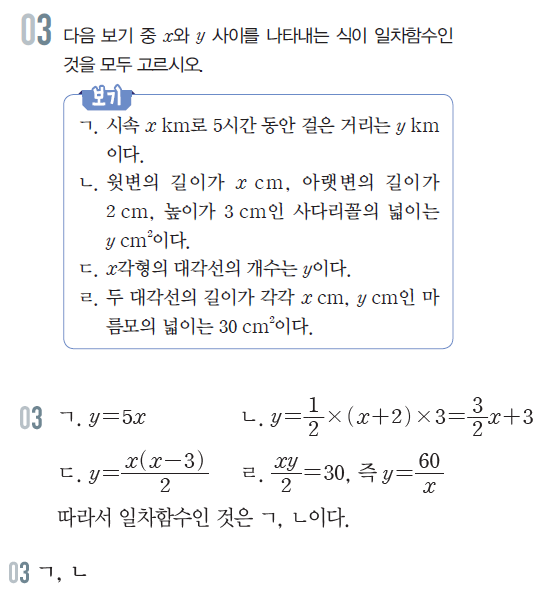 03 다음 보기 중 x와 y 사이를 나타내는 식이 일차함수인
것을 모두 고르시오.
보기
ㄱ. 시속 x km로 5시간 동안 걸은 거리는 y km
이다.
ㄴ. 윗변의 길이가 x cm, 아랫변의 길이가
2 cm, 높이가 3 cm인 사다리꼴의 넓이는
y cm²이다.
ㄷ. x각형의 대각선의 개수는 y이다.
ㄹ. 두 대각선의 길이가 각각 x cm, y cm인 마
름모의 넓이는 30 cm²이다.
03 ㄱ. y=5x ㄴ. y=1/2×(x+2)×3=3/2x+3
ㄷ. y=x(x-3)/2 ㄹ. xy/2=30, 즉 y=60/x
따라서 일차함수인 것은 ㄱ, ㄴ이다.
03 ㄱ, ㄴ